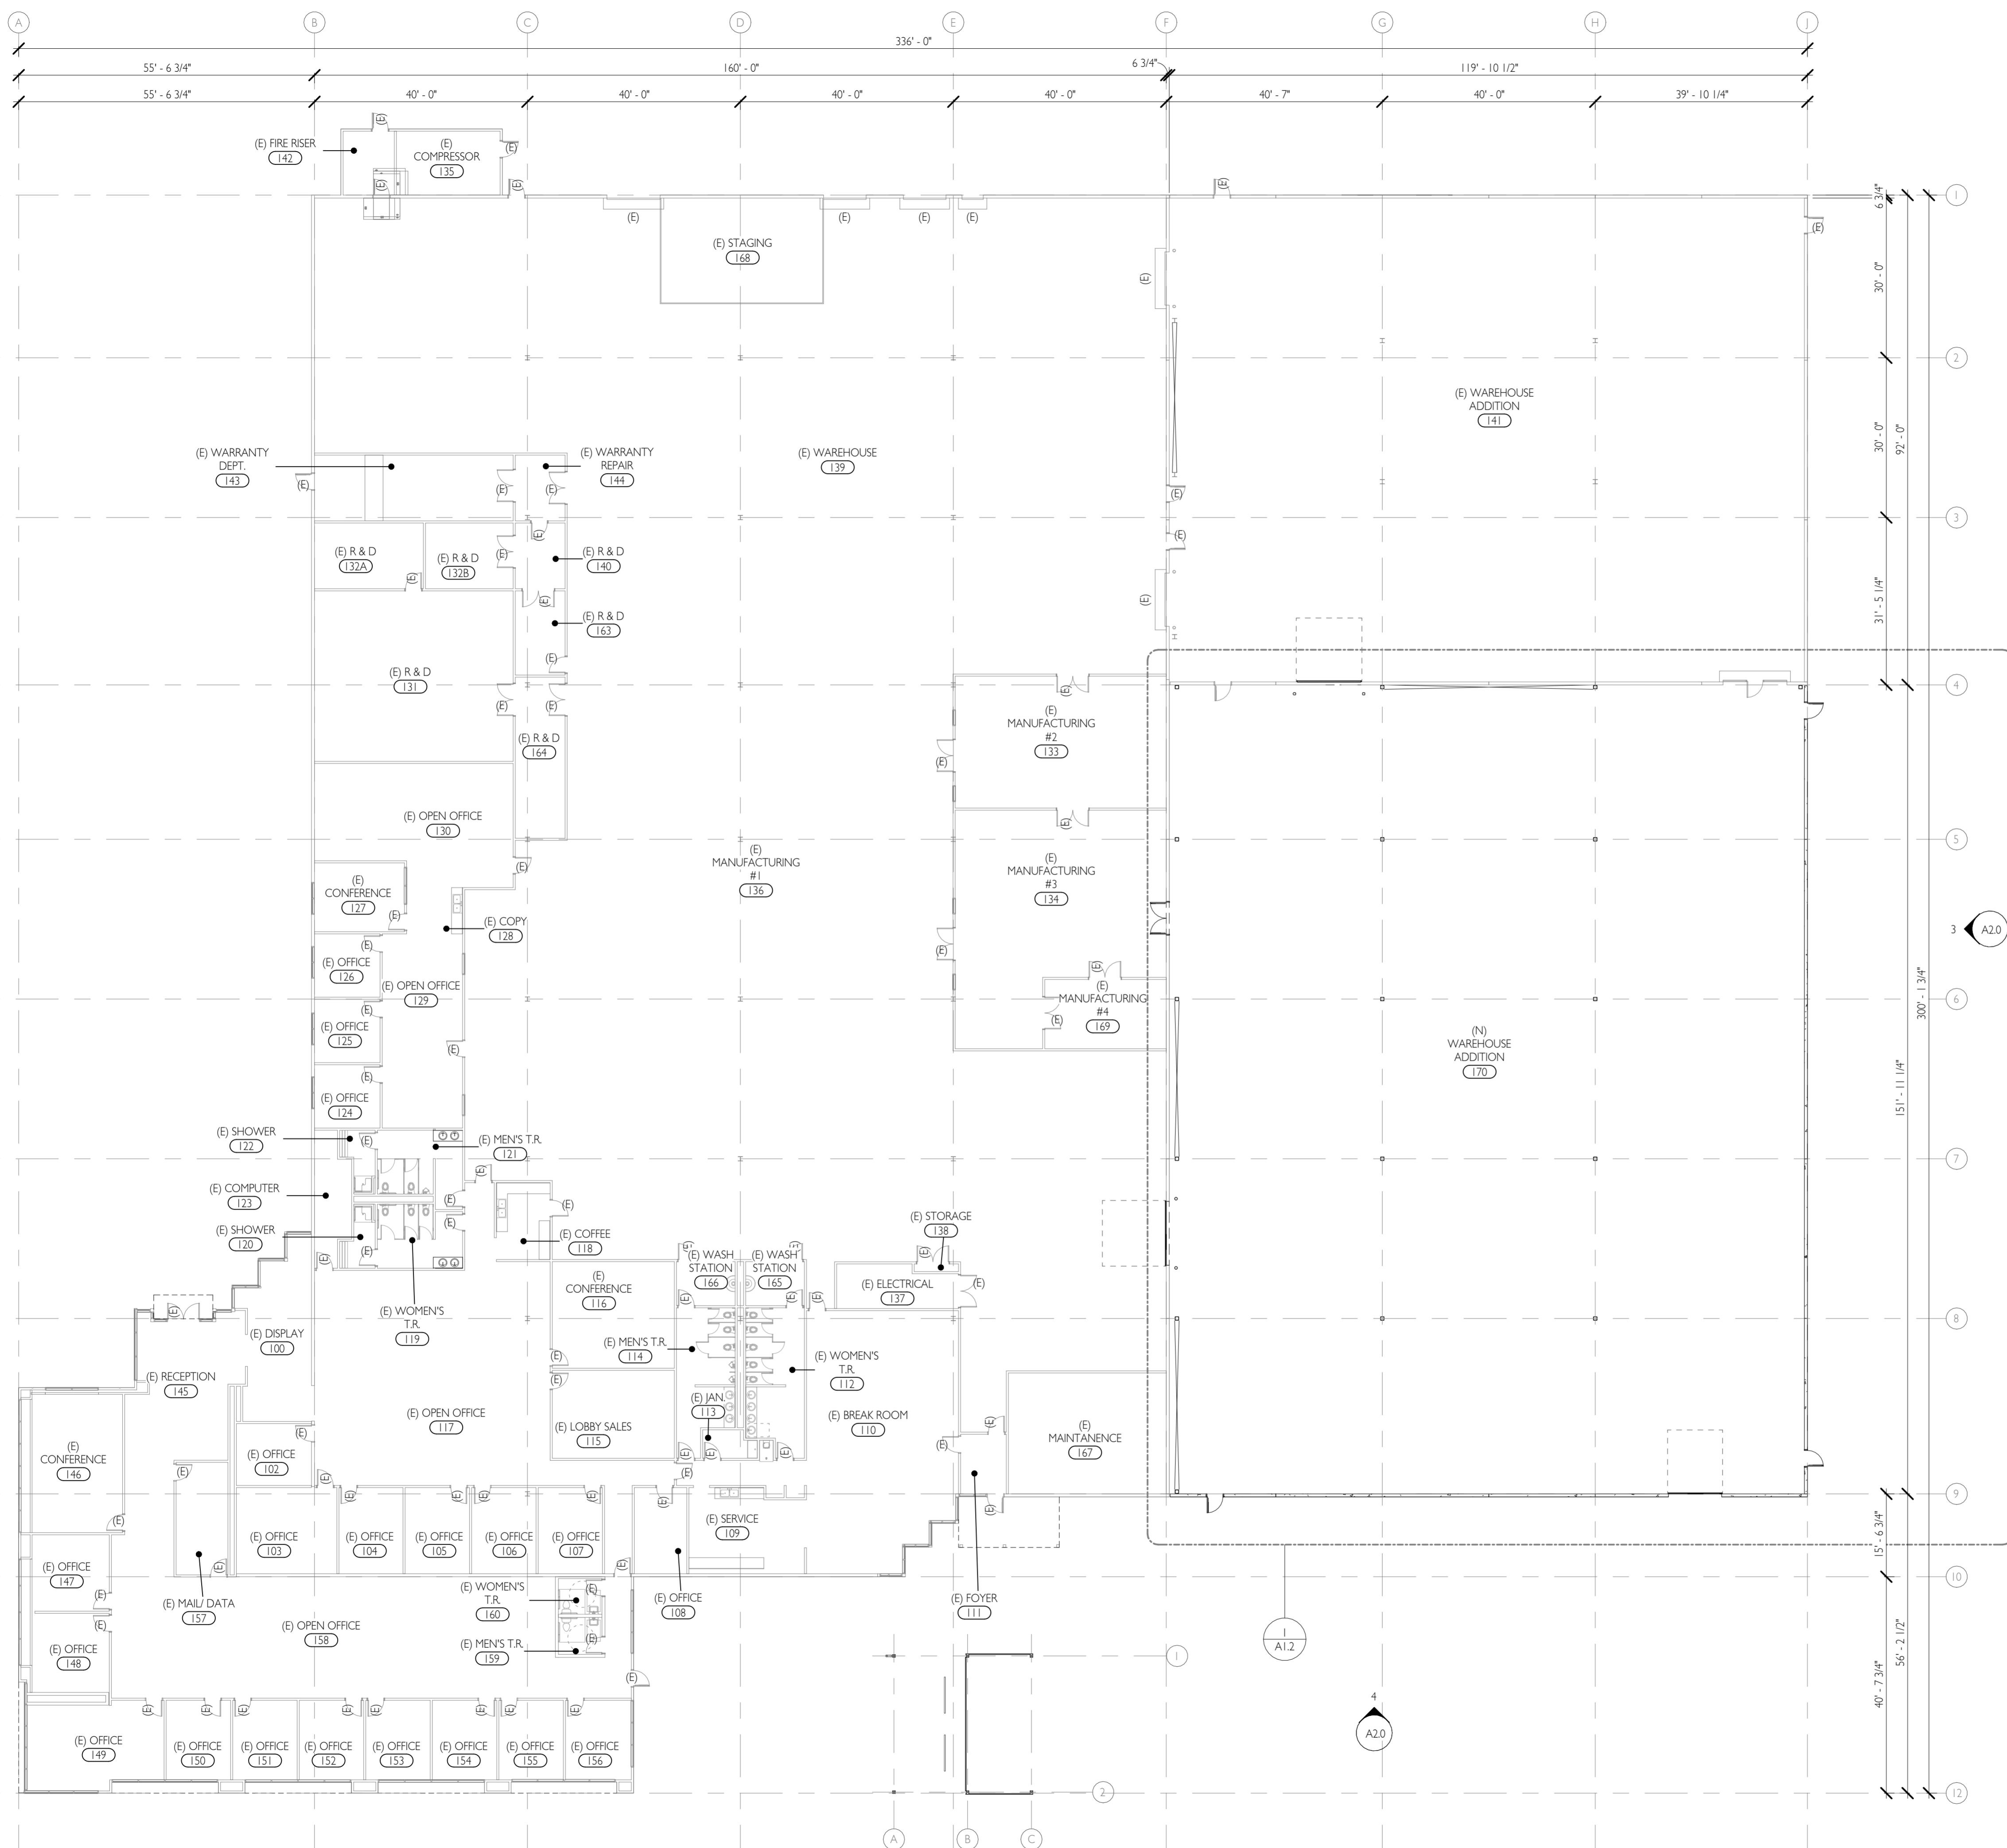 A
B
C
D
E
F
G
H
J
336' - 0"
55' - 6 3/4"
160' - 0"
6 3/4"
119' - 10 1/2"
55' - 6 3/4"
40' - 0"
40' - 0"
40' - 0"
40' - 0"
40' - 7"
40' - 0"
39' - 10 1/4"
(E) FIRE RISER
142
(E)
COMPRESSOR
135
(E)
(E)
(E)
(E)
(E)
(E)
(E)
(E)
(E)
(E)
(E)
1
6 3/4"
(E) STAGING
168
(E)
30' - 0"
2
(E) WAREHOUSE
ADDITION
141
30' - 0"
92' - 0"
(E) WARRANTY
DEPT.
143
(E) WARRANTY
REPAIR
144
(E) WAREHOUSE
139
(E)
(E)
(E)
(E)
3
(E) R & D
132A
(E) R & D
132B
(E)
(E)
(E) R & D
140
(E)
(E)
(E)
(E)
31' - 5 1/4"
(E) R & D
163
(E)
(E) R & D
131
(E)
(E)
(E)
4
(E)
MANUFACTURING
#2
133
(E) R & D
164
(E)
(E) OPEN OFFICE
130
(E)
5
(E)
MANUFACTURING
#1
136
(E)
MANUFACTURING
#3
134
(E)
(E)
CONFERENCE
127
(E)
(E) COPY
128
3
A2.0
(E)
(E)
(E) OFFICE
126
(E) OPEN OFFICE
129
(E)
(E)
MANUFACTURING
#4
169
(E)
300' - 1 3/4"
6
(E)
(E) OFFICE
125
(E)
(N)
WAREHOUSE
ADDITION
170
151' - 11 1/4"
(E)
(E) OFFICE
124
(E) SHOWER
122
(E)
(E) MEN'S T.R.
121
7
(E)
(E) COMPUTER
123
(E)
(E)
(E)
(E) SHOWER
120
(E)
(E) COFFEE
118
(E) STORAGE
138
(E)
(E)
(E)
(E)
(E) WASH
STATION
166
(E) WASH
STATION
165
(E)
CONFERENCE
116
(E) ELECTRICAL
137
(E)
(E)
(E)
(E)
(E)
(E) WOMEN'S
T.R.
119
(E) DISPLAY
100
8
(E)
(E)
(E) MEN'S T.R.
114
(E) WOMEN'S
T.R.
112
(E) RECEPTION
145
(E) JAN.
113
(E) OPEN OFFICE
117
(E) LOBBY SALES
115
(E) BREAK ROOM
110
(E)
MAINTANENCE
167
(E)
(E)
(E)
(E)
(E)
(E)
(E)
CONFERENCE
146
(E) OFFICE
102
(E)
(E)
(E)
(E)
(E)
(E)
(E)
(E)
(E)
(E)
9
(E)
(E) SERVICE
109
(E) OFFICE
103
(E) OFFICE
104
(E) OFFICE
105
(E) OFFICE
106
(E) OFFICE
107
15' - 6 3/4"
(E) OFFICE
147
(E)
(E)
10
(E)
(E) MAIL/ DATA
157
(E) WOMEN'S
T.R.
160
(E)
(E) OFFICE
108
(E) FOYER
111
(E)
(E) OPEN OFFICE
158
(E)
(E) MEN'S T.R.
159
(E) OFFICE
148
1
A1.2
56' - 2 1/2"
1
(E)
40' - 7 3/4"
4
A2.0
(E)
(E)
(E)
(E)
(E)
(E)
(E)
(E)
(E) OFFICE
149
(E) OFFICE
150
(E) OFFICE
151
(E) OFFICE
152
(E) OFFICE
153
(E) OFFICE
154
(E) OFFICE
155
(E) OFFICE
156
2
12
A
B
C